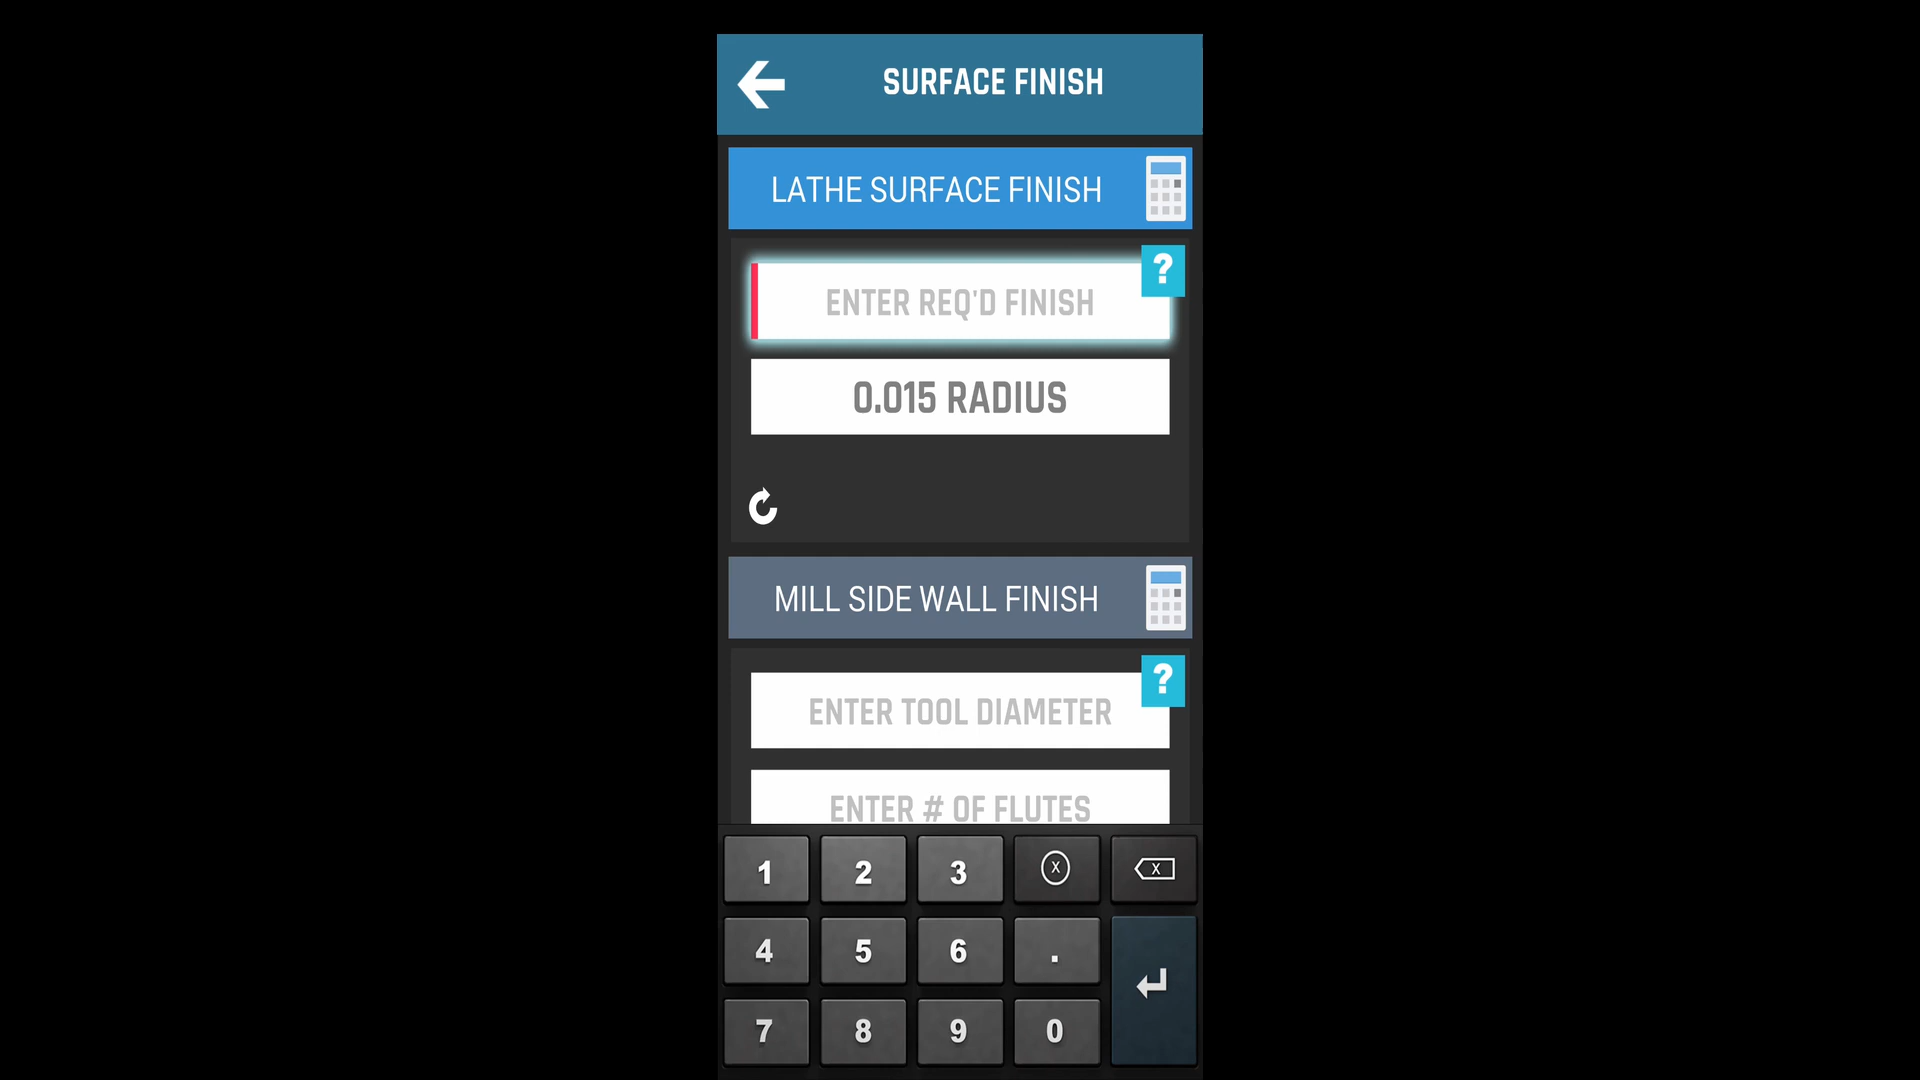 SURFACE FINISH
LATHE SURFACE FINISH
?
ENTER REQ'D FINISH
0.015 RADIUS
MILL SIDE WALL FINISH
?
ENTER TOOL DIAMETER
ENTER # OF FLUTES
1 2 3 X X
4 5 6 .
7 8 9 0